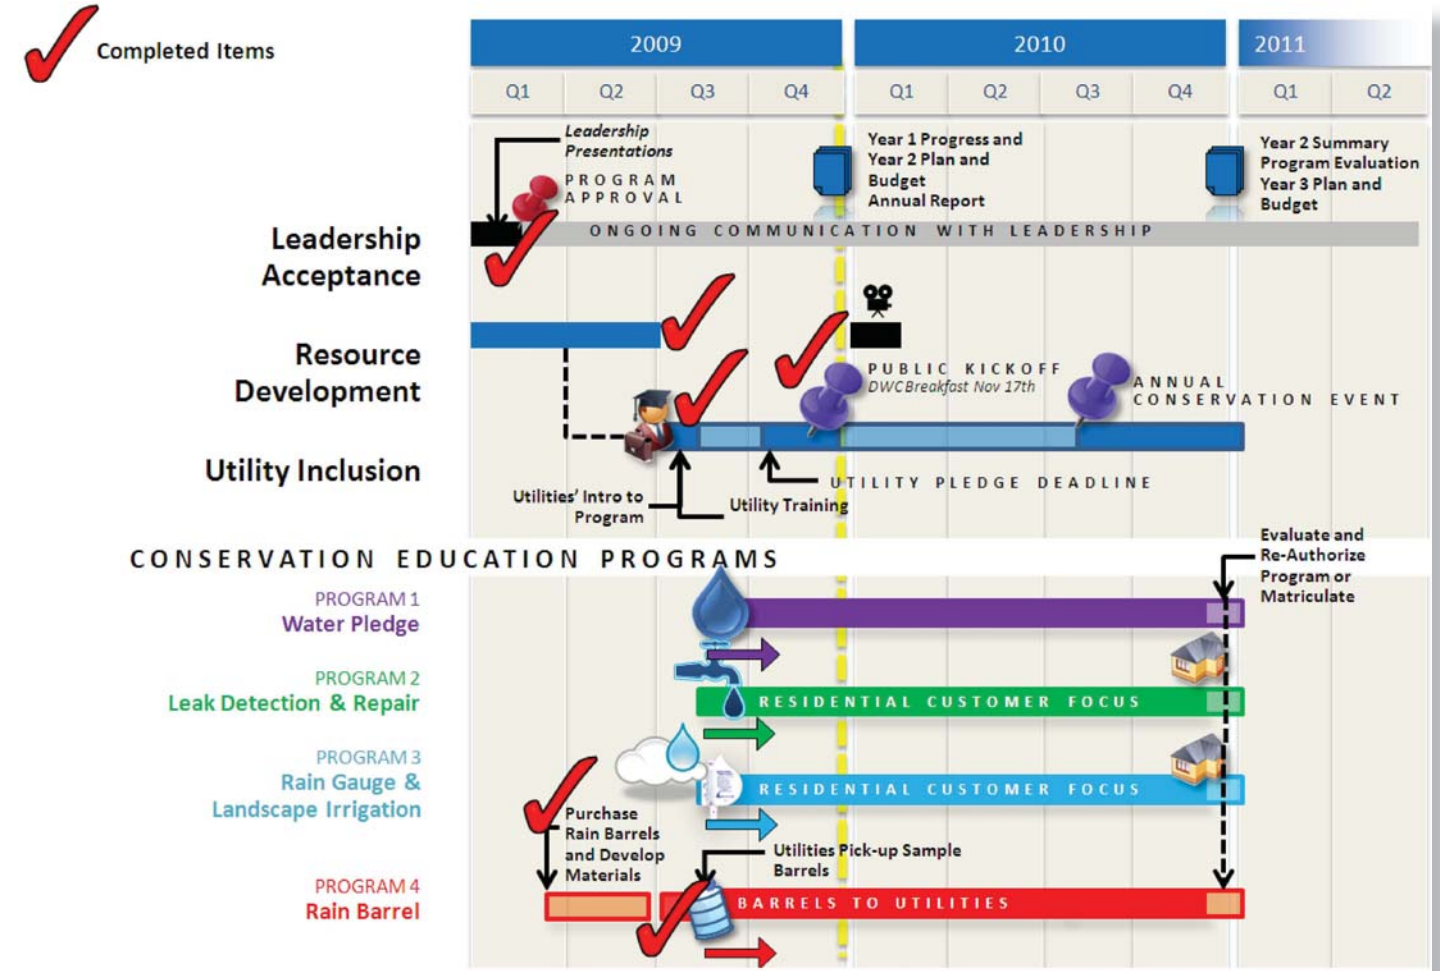 Completed Items
2009
2010
2011
Q1
Q2
Q3
Q4
Q1
Q2
Q3
Q4
Q1
Q2
Leadership
Presentations
PROGRAM
APPROVAL
Year 1 Progress and
Year 2 Plan and
Budget
Annual Report
Year 2 Summary
Program Evaluation
Year 3 Plan and
Budget
Leadership
Acceptance
ONGOING COMMUNICATION WITH LEADERSHIP
Resource
Development
PUBLIC KICKOFF
DWC Breakfast Nov 17th
ANNUAL
CONSERVATION EVENT
Utility Inclusion
UTILITY PLEDGE DEADLINE
Utilities' Intro to
Program
Utility Training
Evaluate and
Re-Authorize
Program or
Matriculate
CONSERVATION EDUCATION PROGRAMS
PROGRAM 1
Water Pledge
PROGRAM 2
Leak Detection & Repair
RESIDENTIAL CUSTOMER FOCUS
PROGRAM 3
Rain Gauge &
Landscape Irrigation
RESIDENTIAL CUSTOMER FOCUS
Purchase
Rain Barrels
and Develop
Materials
Utilities Pick-up Sample
Barrels
PROGRAM 4
Rain Barrel
BARRELS TO UTILITIES